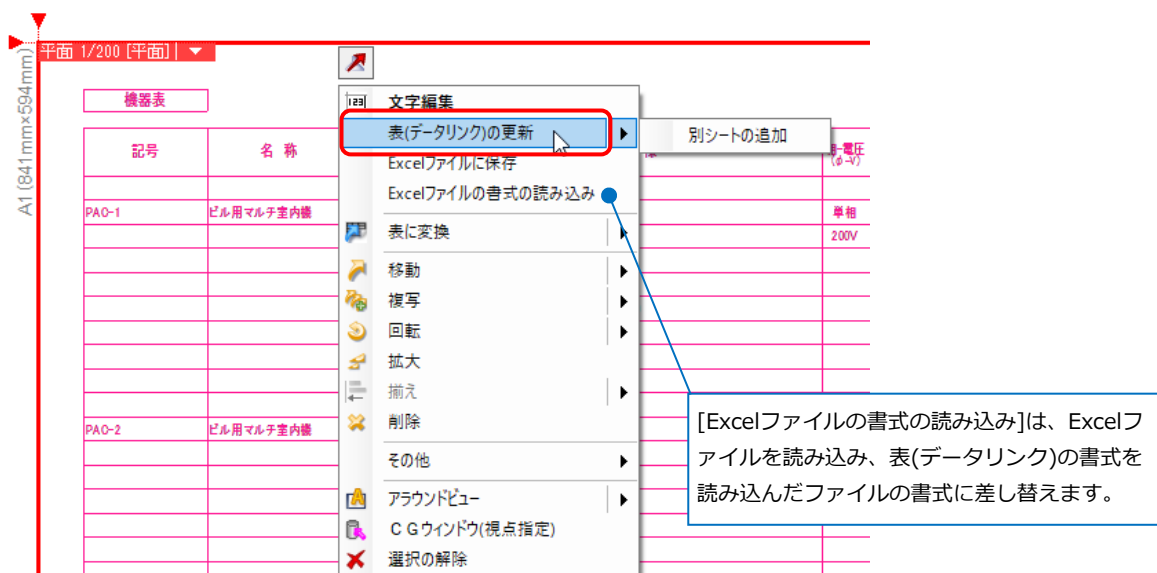 平面 1/200 [平面]
A1(841mm×594mm)
機器表
記号
名 称
電圧
(φ-V)
PAC-1
ビル用マルチ室内機
単相
200V
PAC-2
ビル用マルチ室内機
文字編集
表(データリンク)の更新
別シートの追加
Excelファイルに保存
Excelファイルの書式の読み込み
表に変換
移動
複写
回転
拡大
揃え
削除
その他
アラウンドビュー
CGウィンドウ(視点指定)
選択の解除
[Excelファイルの書式の読み込み]は、Excelフ
ァイルを読み込み、表(データリンク)の書式を
読み込んだファイルの書式に差し替えます。